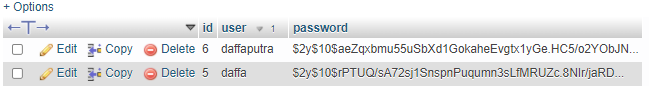 + Options
←T→ id user 1 password
Edit Copy Delete 6 daffaputra $2y$10$aeZqxbmu55uSbXd1GokaheEvgtx1yGe.HC5/o2YObJN...
Edit Copy Delete 5 daffa $2y$10$rPTUQ/sA72sj1SnspnPuqumn3sLfMRUZc.8NIr/jaRD...